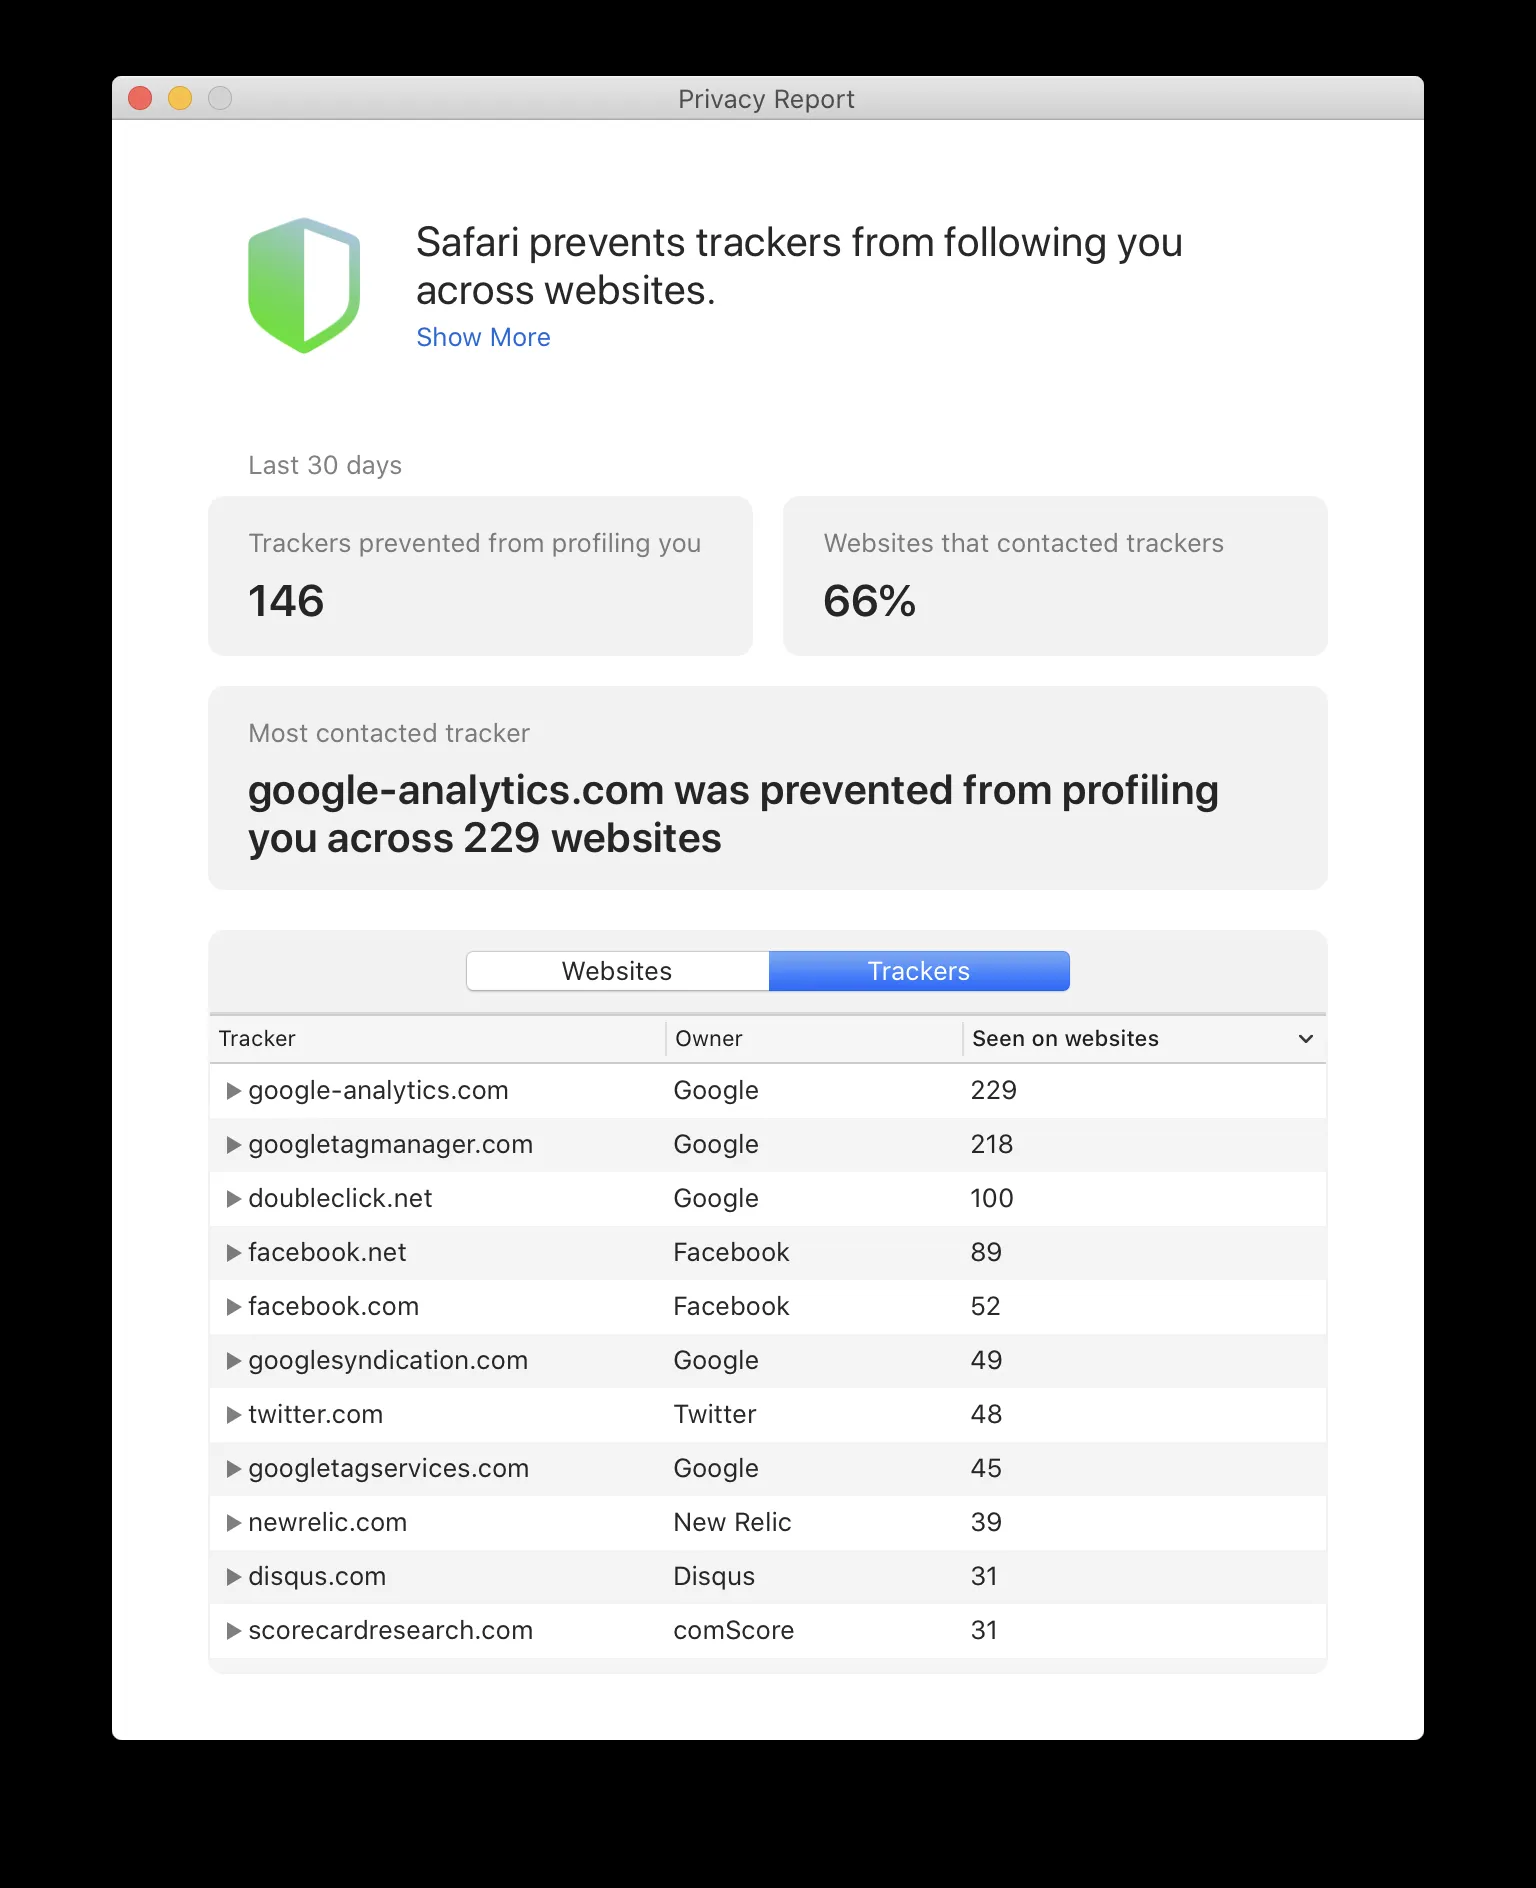 Privacy Report
Safari prevents trackers from following you
across websites.
Show More
Last 30 days
Trackers prevented from profiling you
146
Websites that contacted trackers
66%
Most contacted tracker
google-analytics.com was prevented from profiling
you across 229 websites
Websites Trackers
Tracker Owner Seen on websites
google-analytics.com Google 229
googletagmanager.com Google 218
doubleclick.net Google 100
facebook.net Facebook 89
facebook.com Facebook 52
googlesyndication.com Google 49
twitter.com Twitter 48
googletagservices.com Google 45
newrelic.com New Relic 39
disqus.com Disqus 31
scorecardresearch.com comScore 31